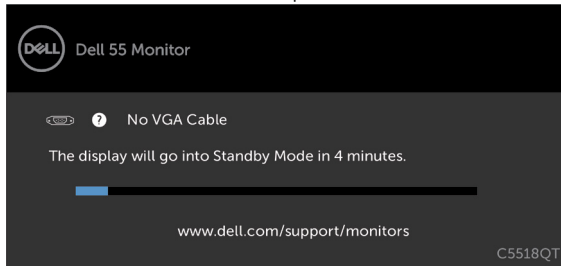 DELL
Dell 55 Monitor
? No VGA Cable
The display will go into Standby Mode in 4 minutes.
www.dell.com/support/monitors
C5518QT